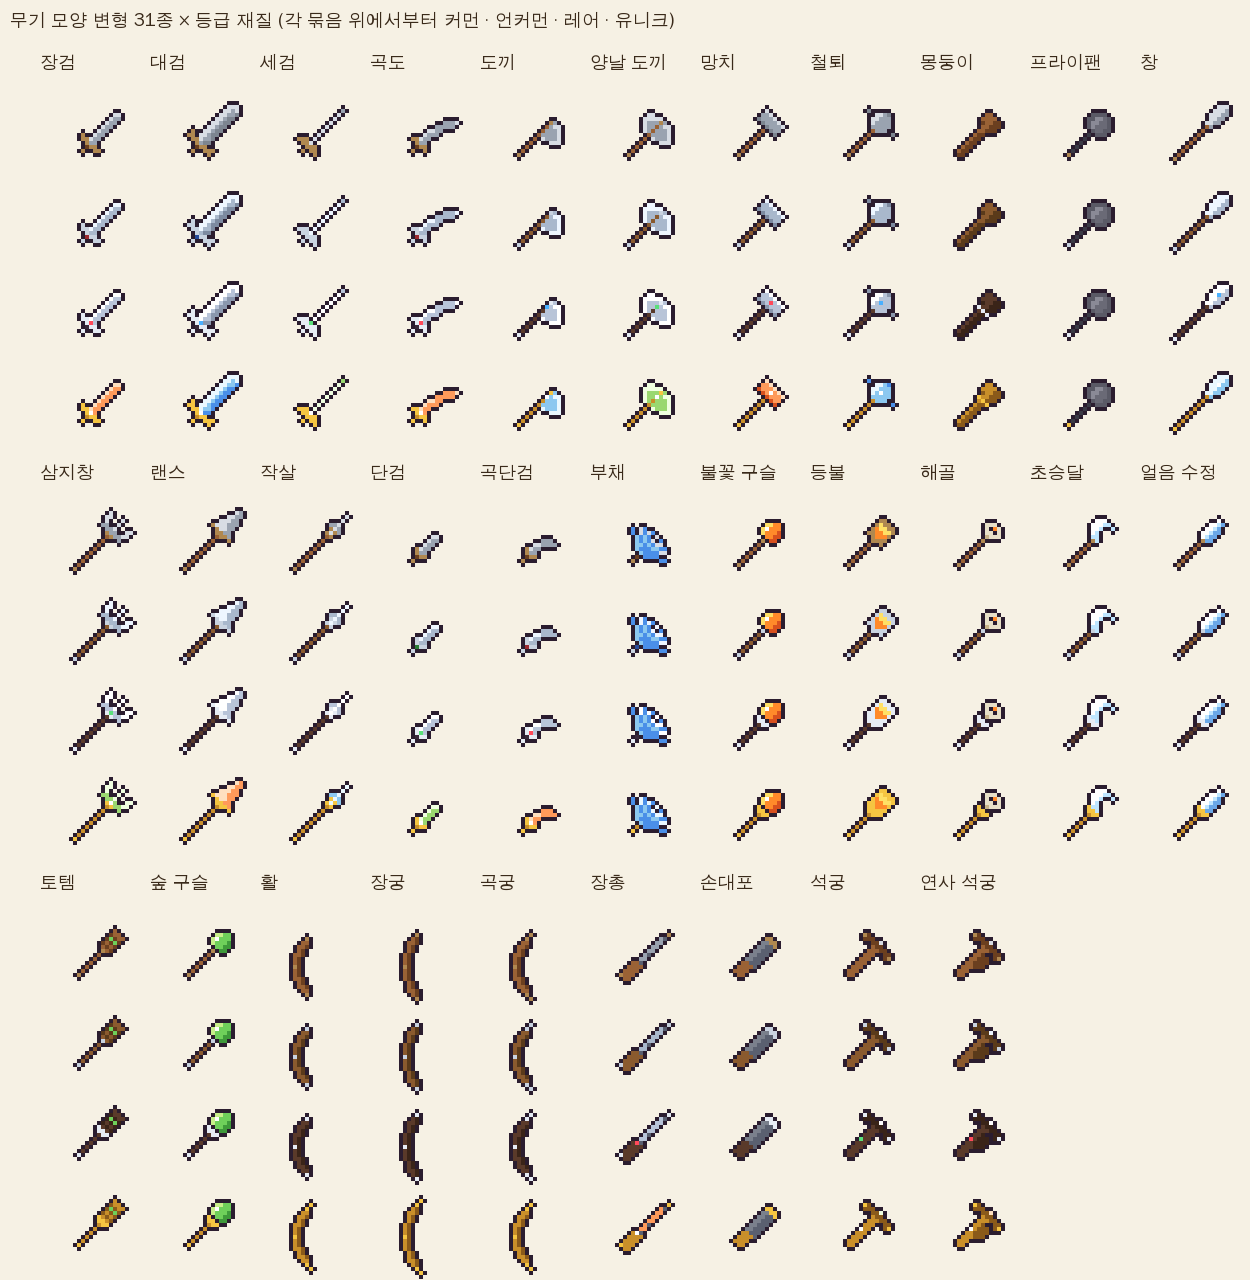 무기 모양 변형 31종 × 등급 재질 (각 묶음 위에서부터 커먼 · 언커먼 · 레어 · 유니크)
장검 대검 세검 곡도 도끼 양날 도끼 망치 철퇴 몽둥이 프라이팬 창
삼지창 랜스 작살 단검 곡단검 부채 불꽃 구슬 등불 해골 초승달 얼음 수정
토템 숲 구슬 활 장궁 곡궁 장총 손대포 석궁 연사 석궁